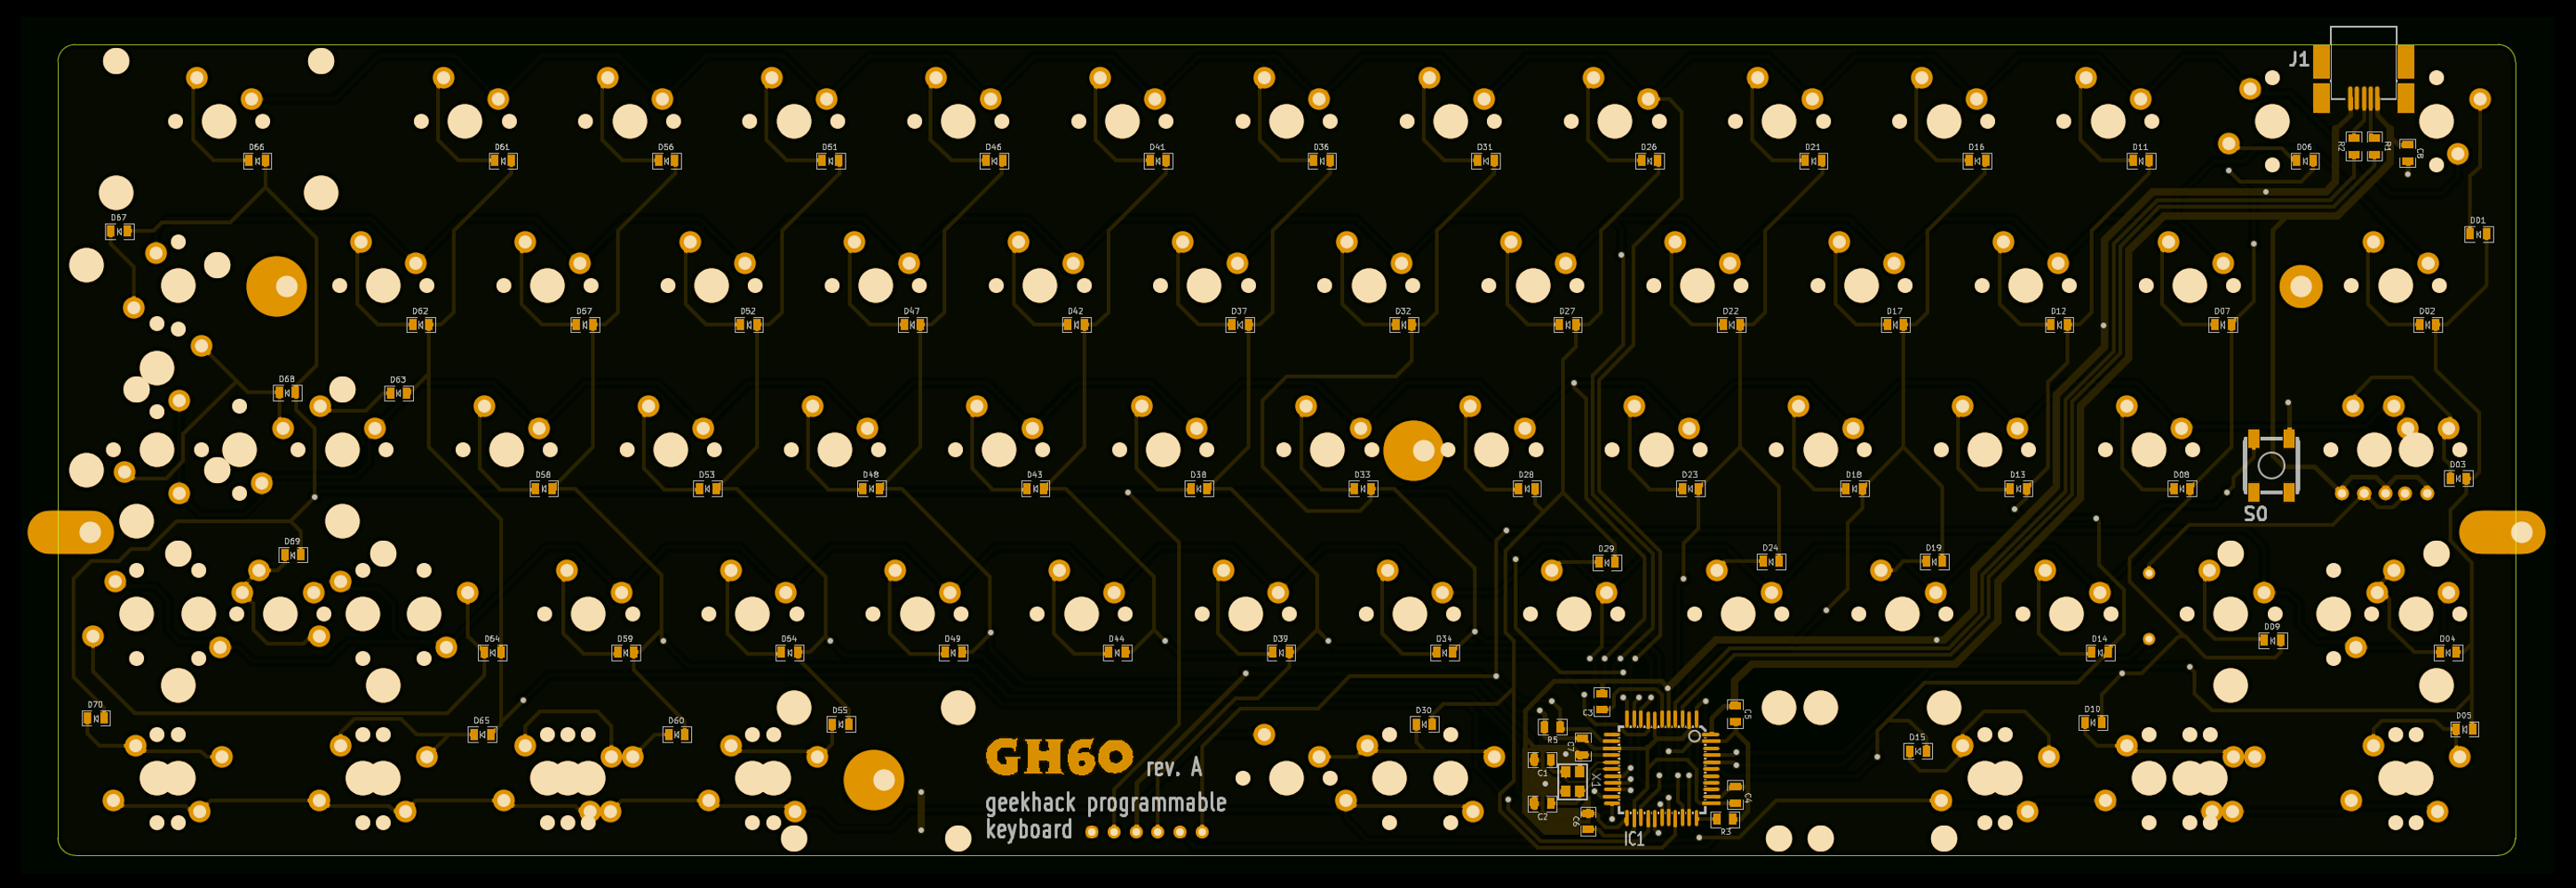 J1
D66 D61 D56 D51 D46 D41 D36 D31 D26 D21 D16 D11 D06 R2 R1 C8
D67 DD1
D62 D57 D52 D47 D42 D37 D32 D27 D22 D17 D12 D07 D02
D68 D63
D58 D53 D48 D43 D38 D33 D28 D23 D18 D13 D08 D03
S0
D69 D29 D24 D19
D64 D59 D54 D49 D44 D39 D34 D14 DD9 D04
D70 D65 D60 D55 D30 C3 C5 D15 D10 D05
R5 C7
GH60 rev. A
C1 X1
geekhack programmable
C2 C6 C4
keyboard
IC1 R3